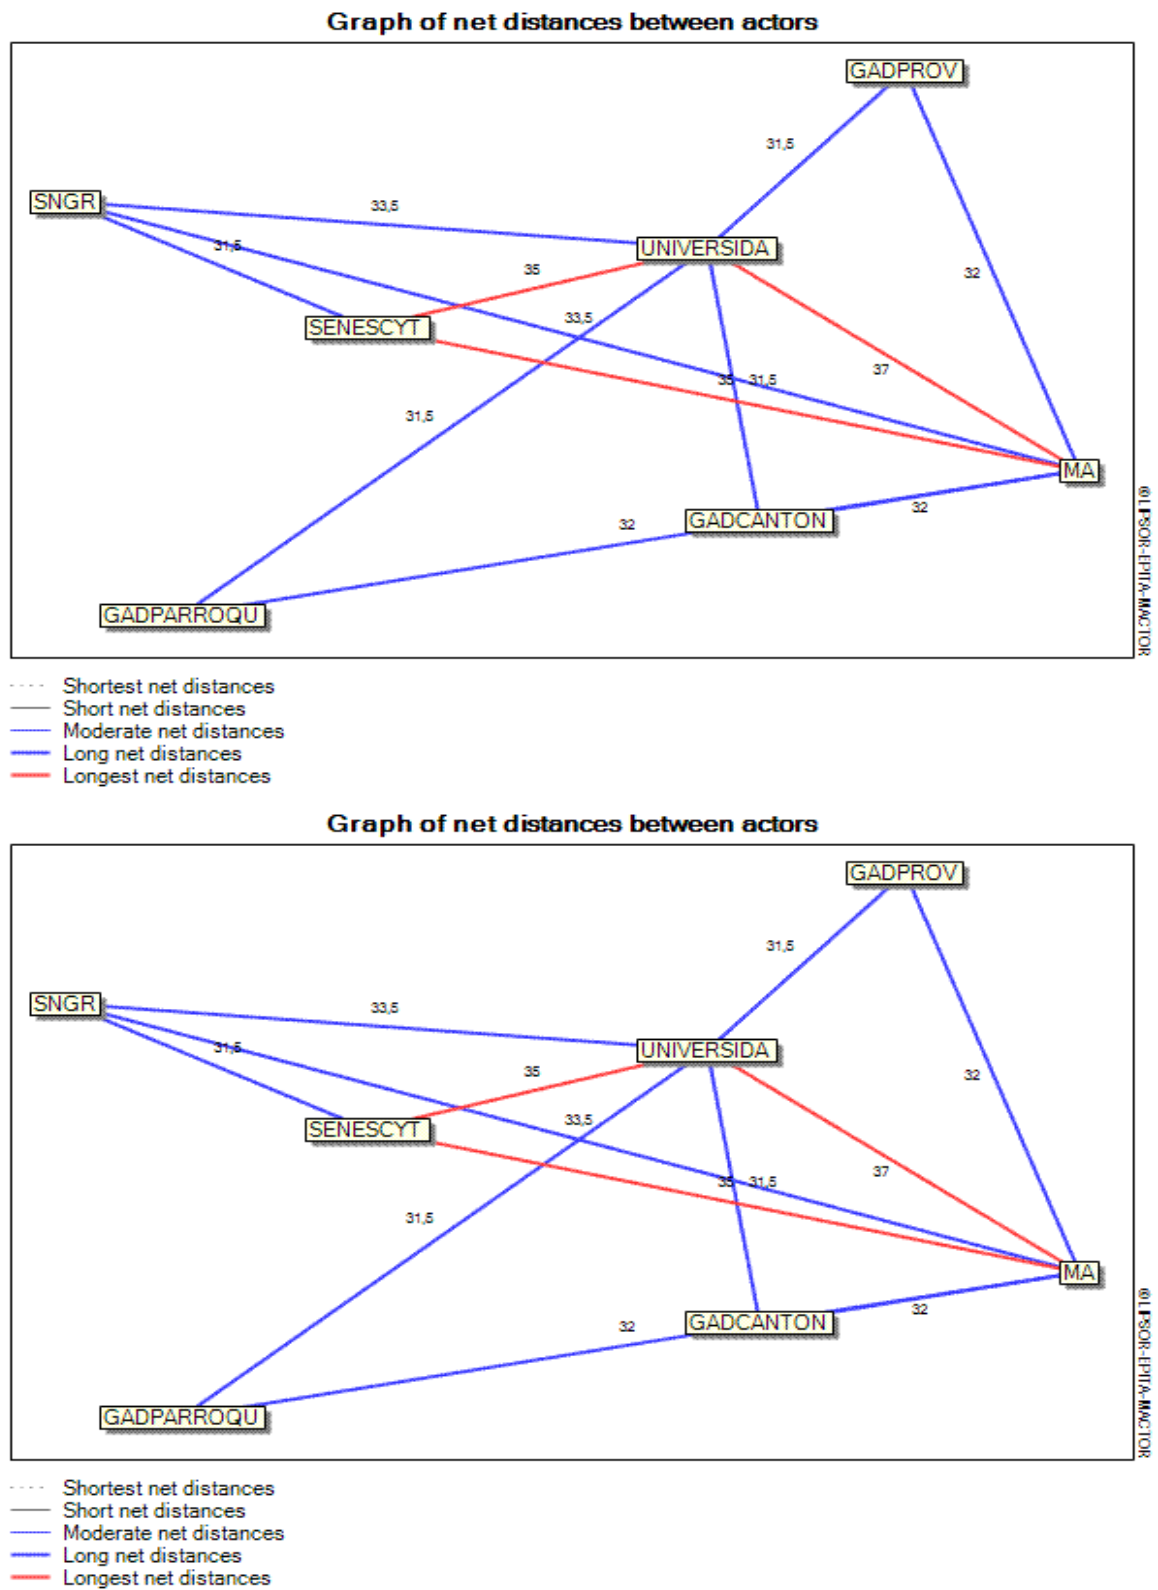 Graph of net distances between actors
GADPROV
31,5
32
SNGR
33,5
31,5
UNIVERSIDA
35
SENESCYT
33,5
37
35
31,5
31,5
MA
GADCANTON
32
32
GADPARROQU
@LIPSOR-EPITA-MACTOR
Shortest net distances
Short net distances
Moderate net distances
Long net distances
Longest net distances
Graph of net distances between actors
GADPROV
31,5
32
SNGR
33,5
31,5
UNIVERSIDA
35
SENESCYT
33,5
37
35
31,5
31,5
MA
GADCANTON
32
32
GADPARROQU
@LIPSOR-EPITA-MACTOR
Shortest net distances
Short net distances
Moderate net distances
Long net distances
Longest net distances